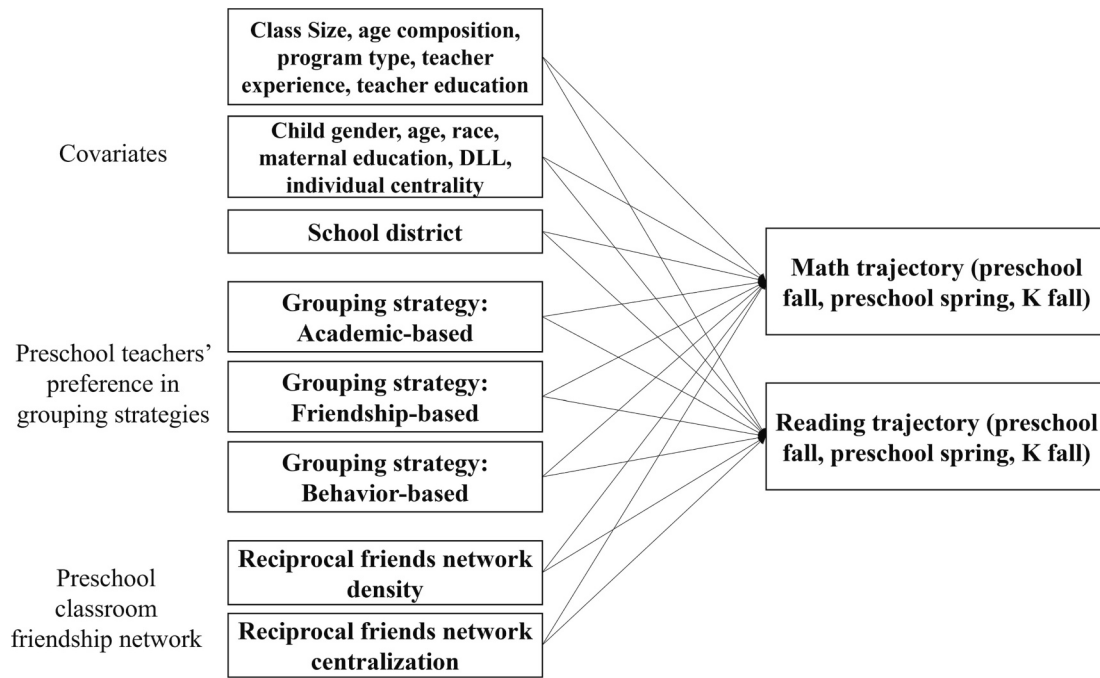 Class Size, age composition,
program type, teacher
experience, teacher education
Covariates
Child gender, age, race,
maternal education, DLL,
individual centrality
School district
Preschool teachers’
preference in
grouping strategies
Grouping strategy:
Academic-based
Grouping strategy:
Friendship-based
Grouping strategy:
Behavior-based
Preschool
classroom
friendship network
Reciprocal friends network
density
Reciprocal friends network
centralization
Math trajectory (preschool
fall, preschool spring, K fall)
Reading trajectory (preschool
fall, preschool spring, K fall)